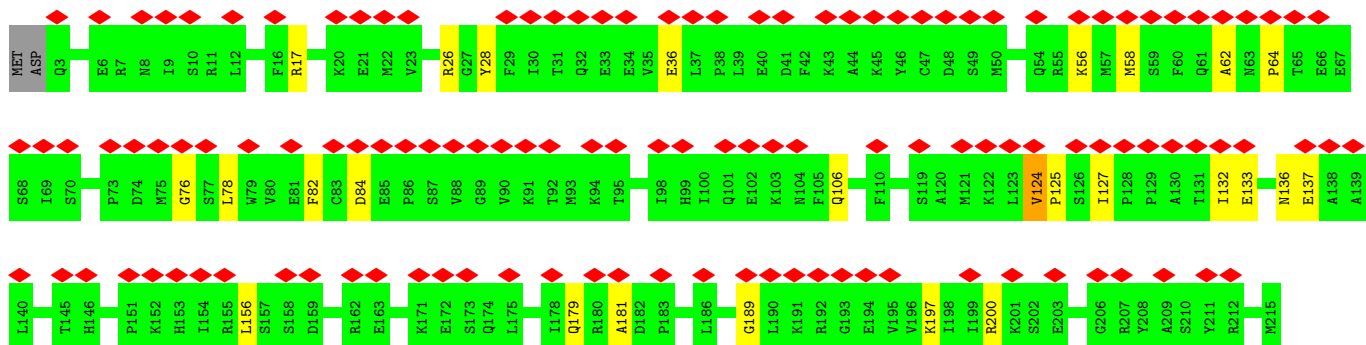 MET ASP Q3 E6 R7 N8 I9 S10 R11 L12 F16 R17 K20 E21 M22 V23 R26 G27 Y28 F29 I30 T31 Q32 E33 E34 V35 E36 L37 P38 L39 E40 D41 F42 K43 A44 K45 Y46 C47 D48 S49 M50 Q54 R55 K56 M57 M58 S59 F60 Q61 A62 N63 P64 T65 E66 E67
S68 I69 S70 P73 D74 M75 G76 S77 L78 W79 V80 E81 F82 C83 D84 E85 P86 S87 V88 G89 V90 K91 T92 M93 K94 T95 I98 H99 I100 Q101 E102 K103 N104 F105 Q106 F110 S119 A120 M121 K122 L123 V124 P125 S126 I127 P128 P129 A130 T131 I132 E133 N136 E137 A138 A139
L140 T145 H146 P151 K152 H153 I154 R155 L156 S157 S158 D159 R162 E163 K171 E172 S173 Q174 L175 I178 Q179 R180 A181 D182 P183 L186 G189 L190 K191 R192 G193 E194 V195 V196 K197 I198 I199 R200 K201 S202 E203 G206 R207 Y208 A209 S210 Y211 R212 M215